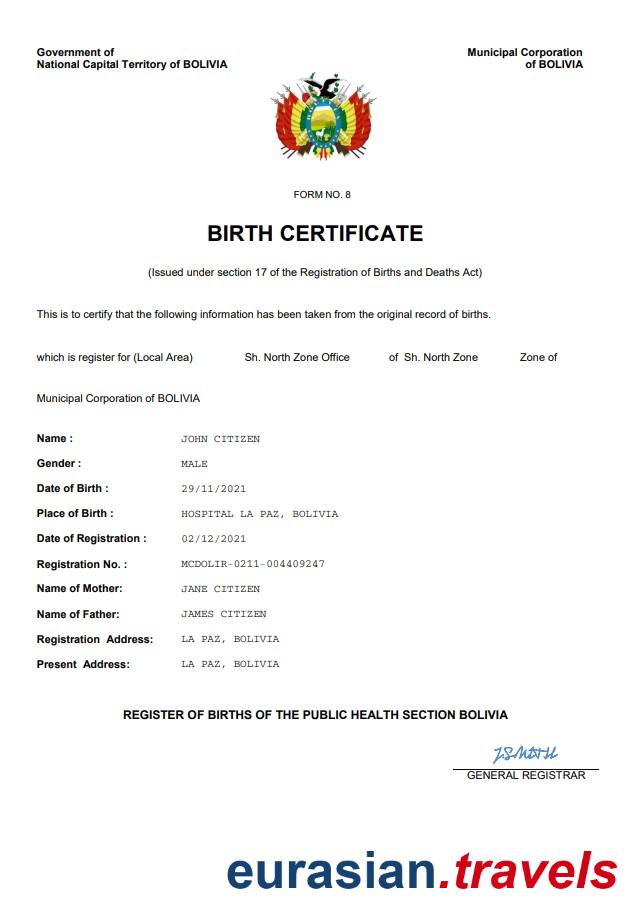 Government of
National Capital Territory of BOLIVIA
Municipal Corporation
of BOLIVIA
FORM NO. 8
BIRTH CERTIFICATE
(Issued under section 17 of the Registration of Births and Deaths Act)
This is to certify that the following information has been taken from the original record of births.
which is register for (Local Area) Sh. North Zone Office of Sh. North Zone Zone of
Municipal Corporation of BOLIVIA
Name : JOHN CITIZEN
Gender : MALE
Date of Birth : 29/11/2021
Place of Birth : HOSPITAL LA PAZ, BOLIVIA
Date of Registration : 02/12/2021
Registration No. : MCDOLIR-0211-004409247
Name of Mother: JANE CITIZEN
Name of Father: JAMES CITIZEN
Registration Address: LA PAZ, BOLIVIA
Present Address: LA PAZ, BOLIVIA
REGISTER OF BIRTHS OF THE PUBLIC HEALTH SECTION BOLIVIA
GENERAL REGISTRAR
eurasian.travels